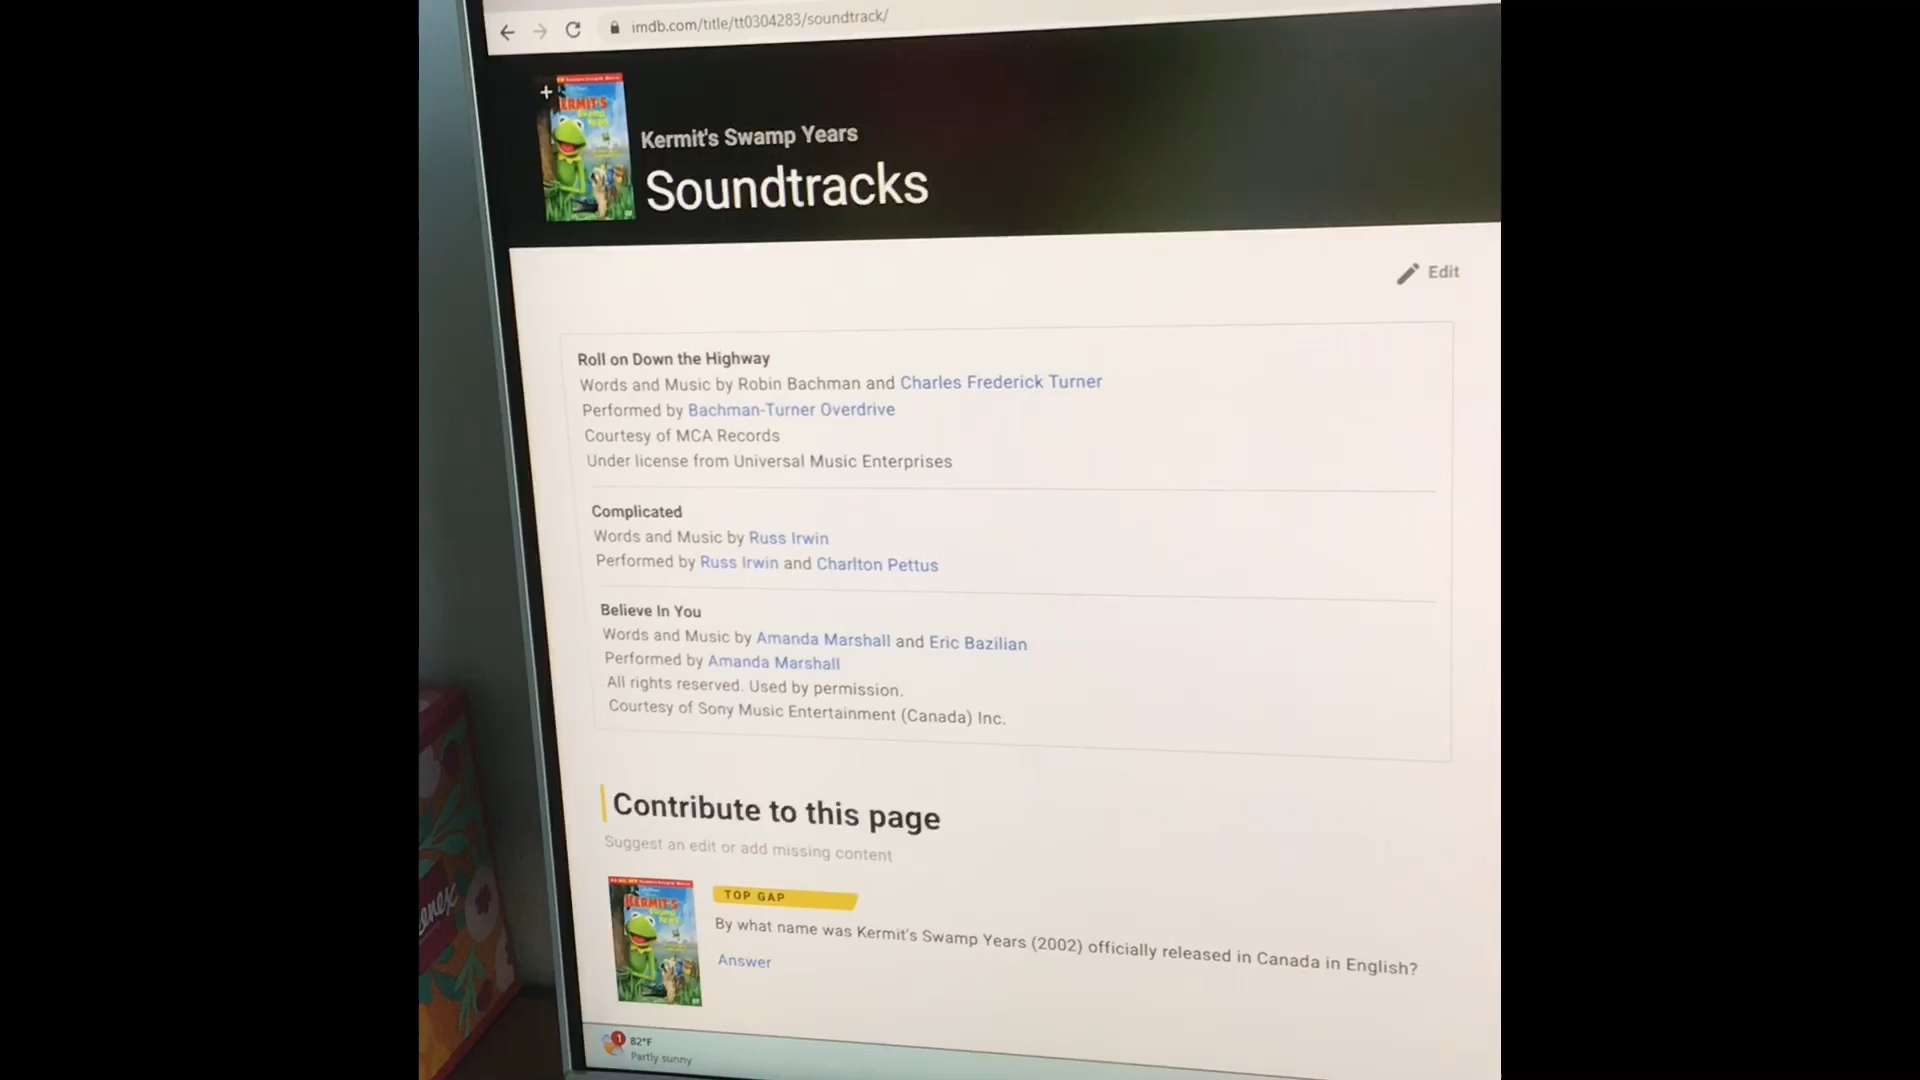 imdb.com/title/tt0304283/soundtrack/
KERMIT'S
Kermit's Swamp Years
Soundtracks
Edit
Roll on Down the Highway
Words and Music by Robin Bachman and Charles Frederick Turner
Performed by Bachman-Turner Overdrive
Courtesy of MCA Records
Under license from Universal Music Enterprises
Complicated
Words and Music by Russ Irwin
Performed by Russ Irwin and Charlton Pettus
Believe In You
Words and Music by Amanda Marshall and Eric Bazilian
Performed by Amanda Marshall
All rights reserved. Used by permission.
Courtesy of Sony Music Entertainment (Canada) Inc.
Contribute to this page
Suggest an edit or add missing content
KERMIT'S
TOP GAP
By what name was Kermit's Swamp Years (2002) officially released in Canada in English?
Answer
1
82°F
Partly sunny